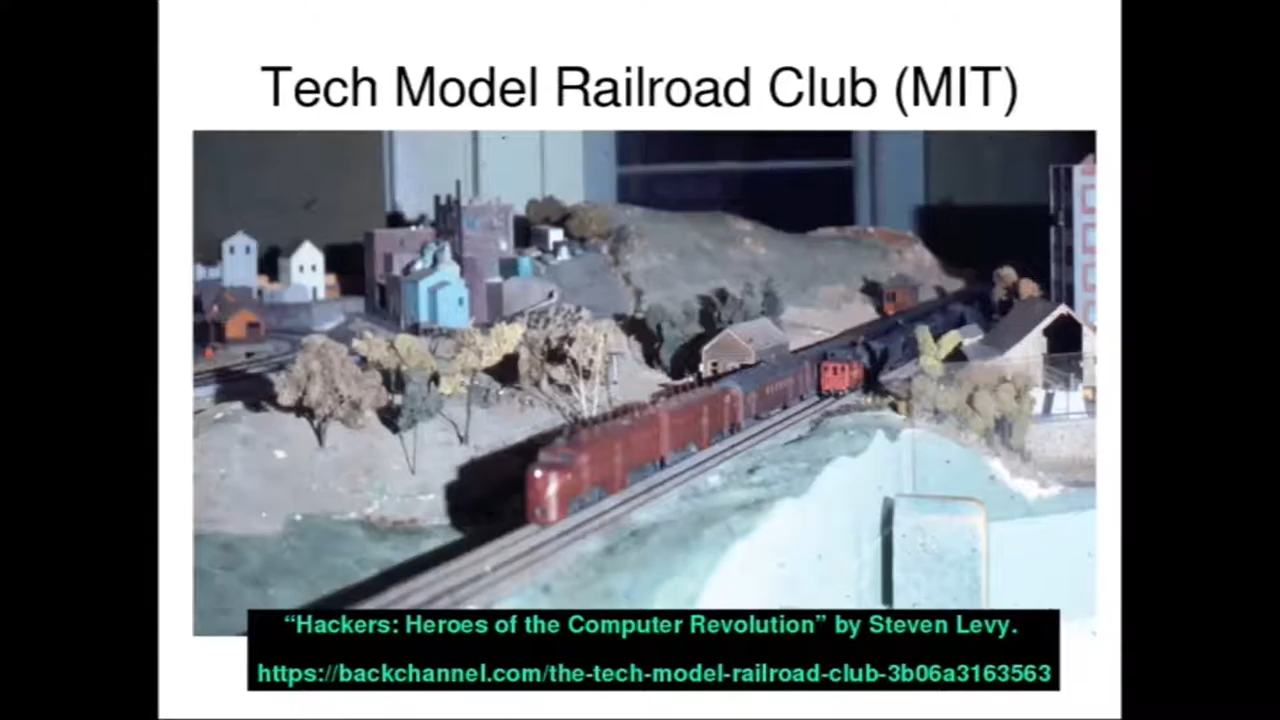 Tech Model Railroad Club (MIT)
“Hackers: Heroes of the Computer Revolution” by Steven Levy.
https://backchannel.com/the-tech-model-railroad-club-3b06a3163563